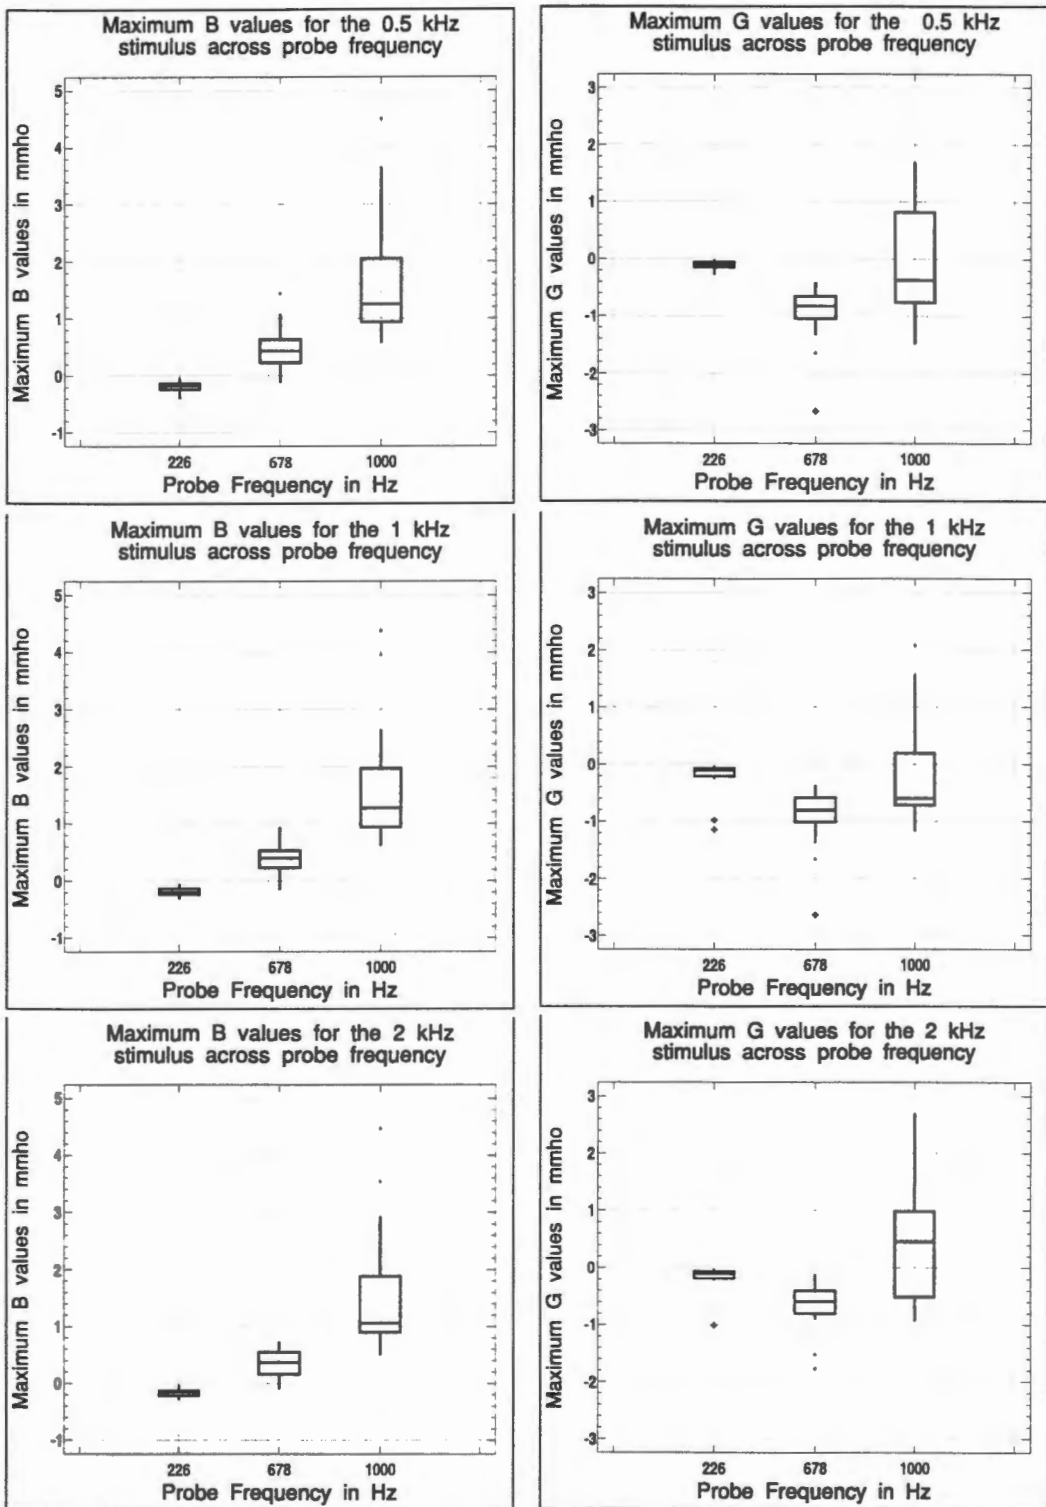 Maximum B values for the 0.5 kHz
stimulus across probe frequency
Maximum B values in mmho
5
4
3
2
1
0
-1
226 678 1000
Probe Frequency in Hz
Maximum G values for the 0.5 kHz
stimulus across probe frequency
Maximum G values in mmho
3
2
1
0
-1
-2
-3
226 678 1000
Probe Frequency in Hz
Maximum B values for the 1 kHz
stimulus across probe frequency
Maximum B values in mmho
5
4
3
2
1
0
-1
226 678 1000
Probe Frequency in Hz
Maximum G values for the 1 kHz
stimulus across probe frequency
Maximum G values in mmho
3
2
1
0
-1
-2
-3
226 678 1000
Probe Frequency in Hz
Maximum B values for the 2 kHz
stimulus across probe frequency
Maximum B values in mmho
5
4
3
2
1
0
-1
226 678 1000
Probe Frequency in Hz
Maximum G values for the 2 kHz
stimulus across probe frequency
Maximum G values in mmho
3
2
1
0
-1
-2
-3
226 678 1000
Probe Frequency in Hz